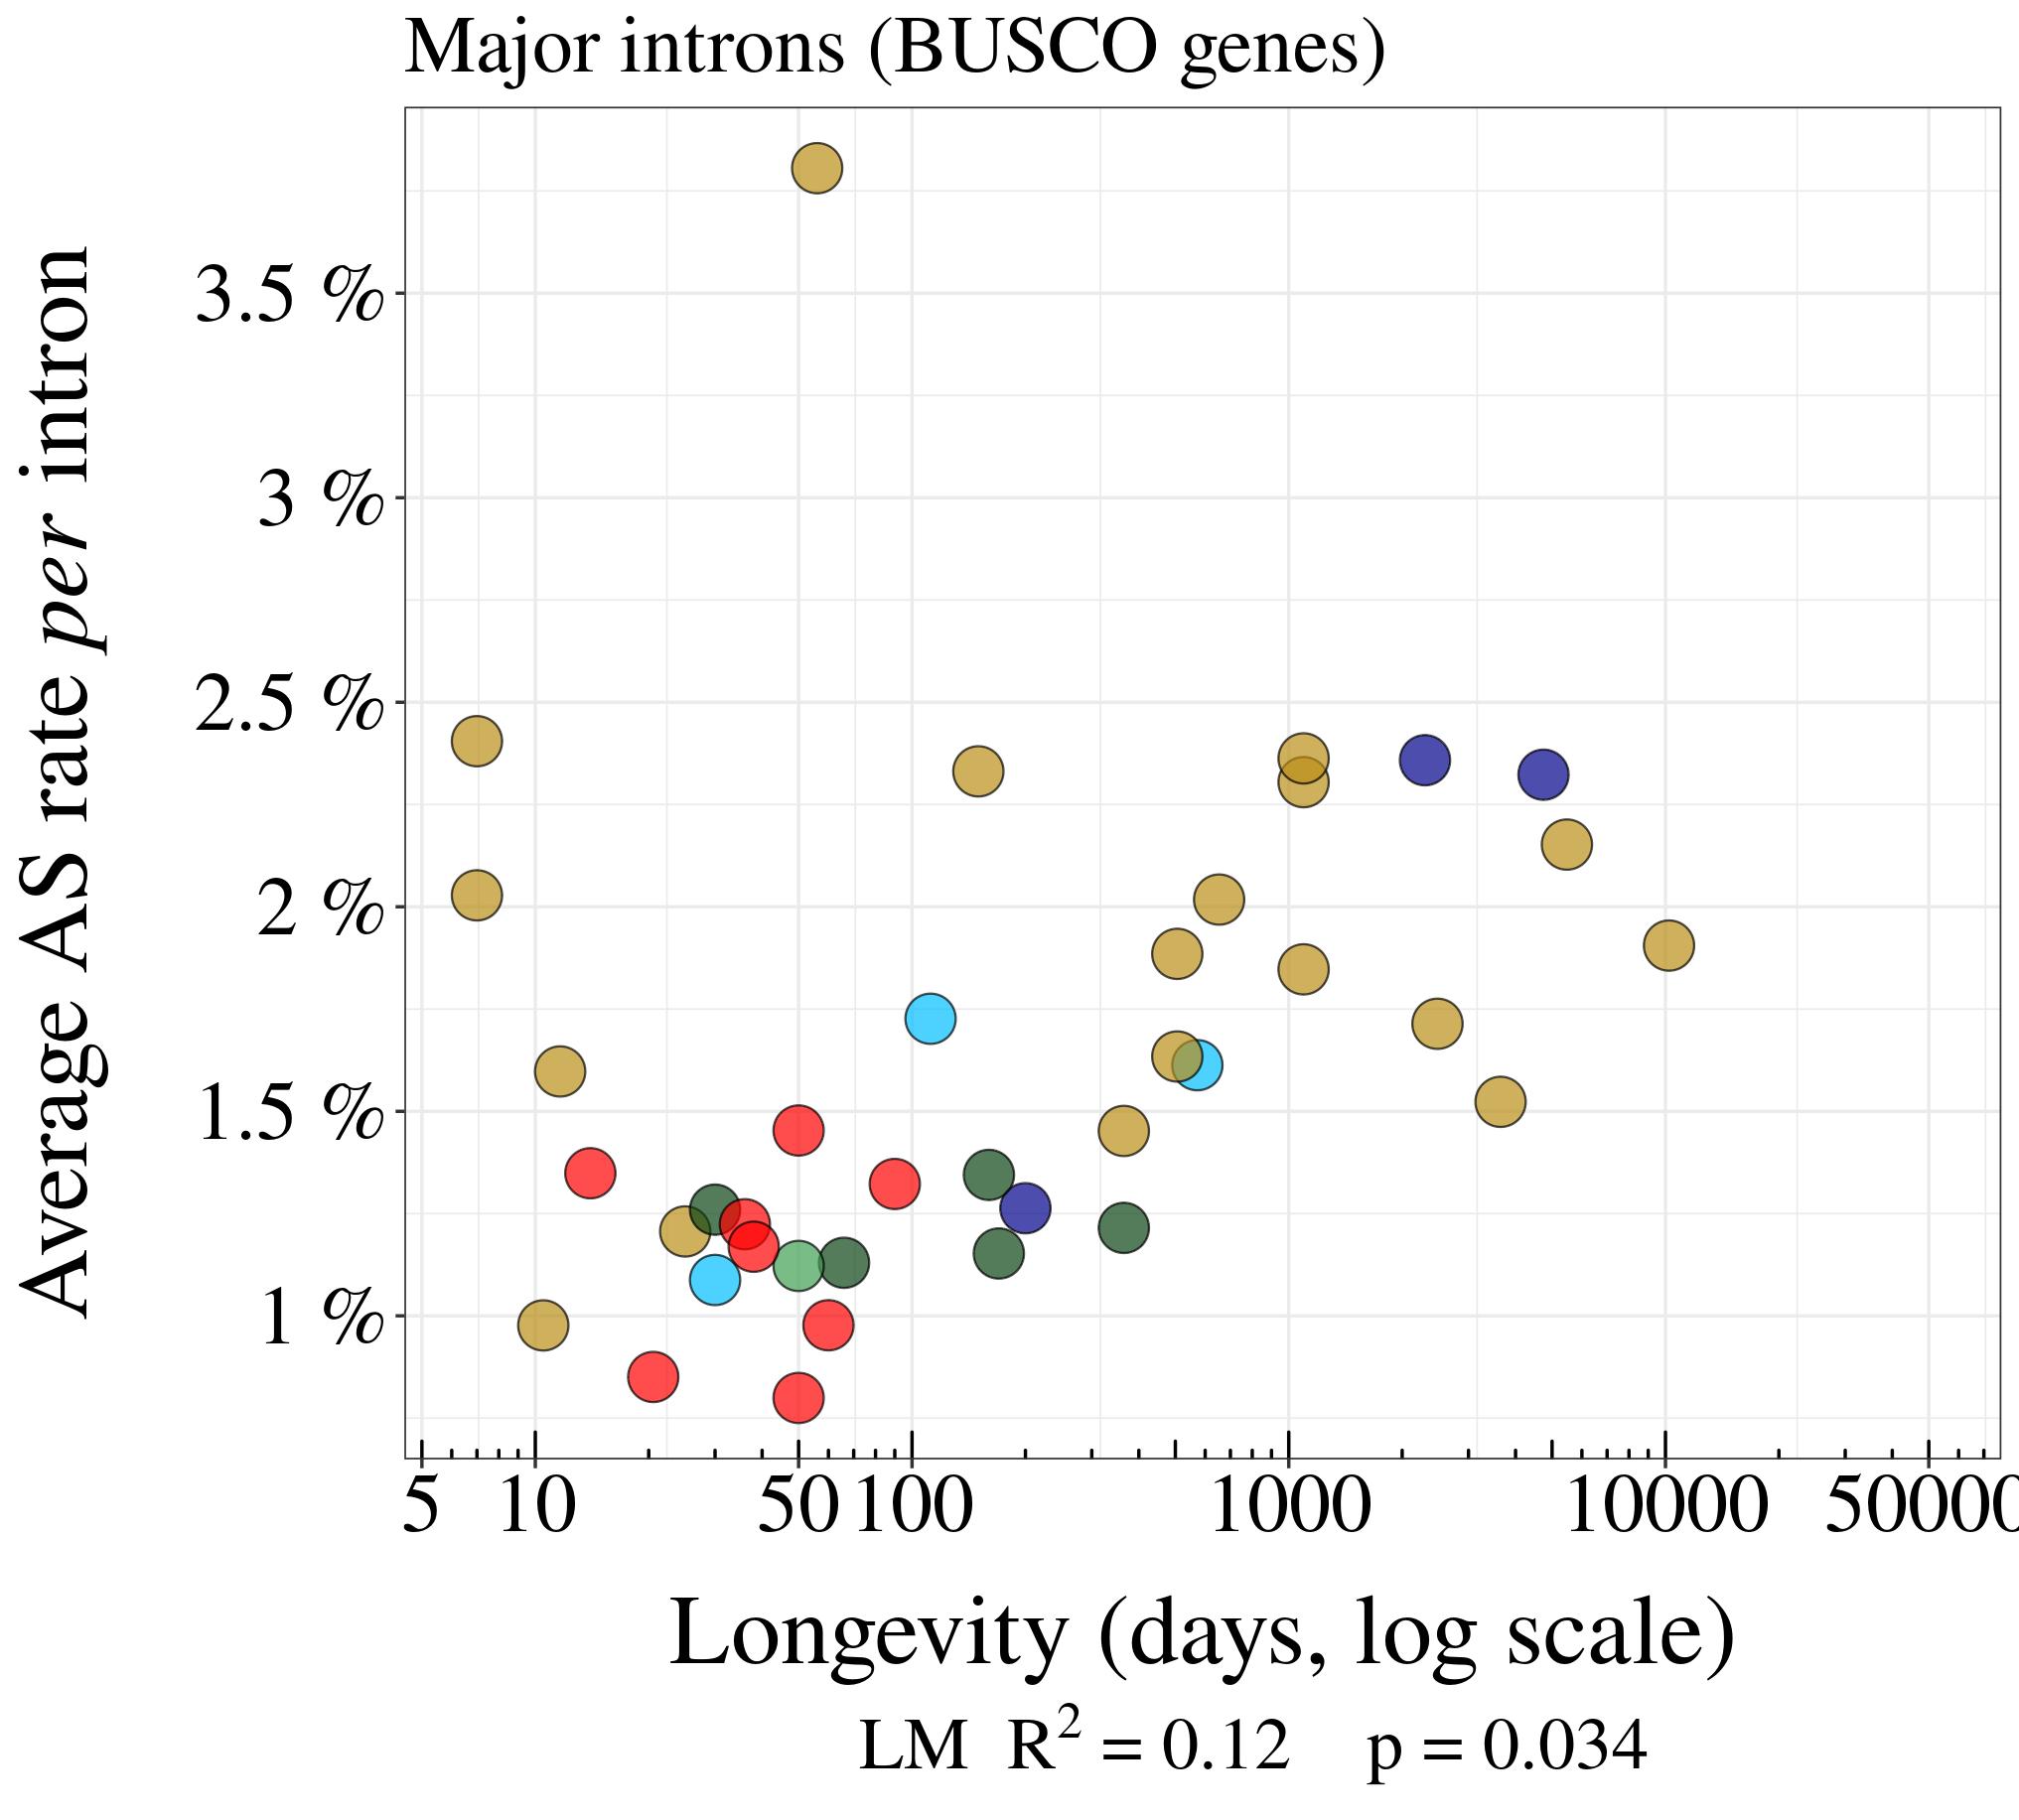 Major introns (BUSCO genes)
Average AS rate per intron
3.5 %
3 %
2.5 %
2 %
1.5 %
1 %
5 10 50 100 1000 10000 50000
Longevity (days, log scale)
LM R² = 0.12 p = 0.034